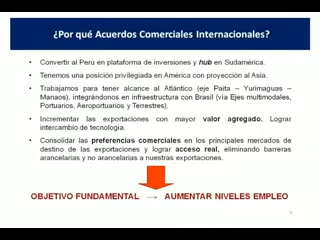 ¿Por qué Acuerdos Comerciales Internacionales?
• Convertir al Perú en plataforma de inversiones y hub en Sudamérica.
• Tenemos una posición privilegiada en América con proyección al Asia.
• Trabajamos para tener alcance al Atlántico (eje Paita – Yurimaguas –
Manaos), integrándonos en infraestructura con Brasil (vía Ejes multimodales,
Portuarios, Aeroportuarios y Terrestres).
• Incrementar las exportaciones con mayor valor agregado. Lograr
intercambio de tecnología.
• Consolidar las preferencias comerciales en los principales mercados de
destino de las exportaciones y lograr acceso real, eliminando barreras
arancelarias y no arancelarias a nuestras exportaciones.
OBJETIVO FUNDAMENTAL → AUMENTAR NIVELES EMPLEO